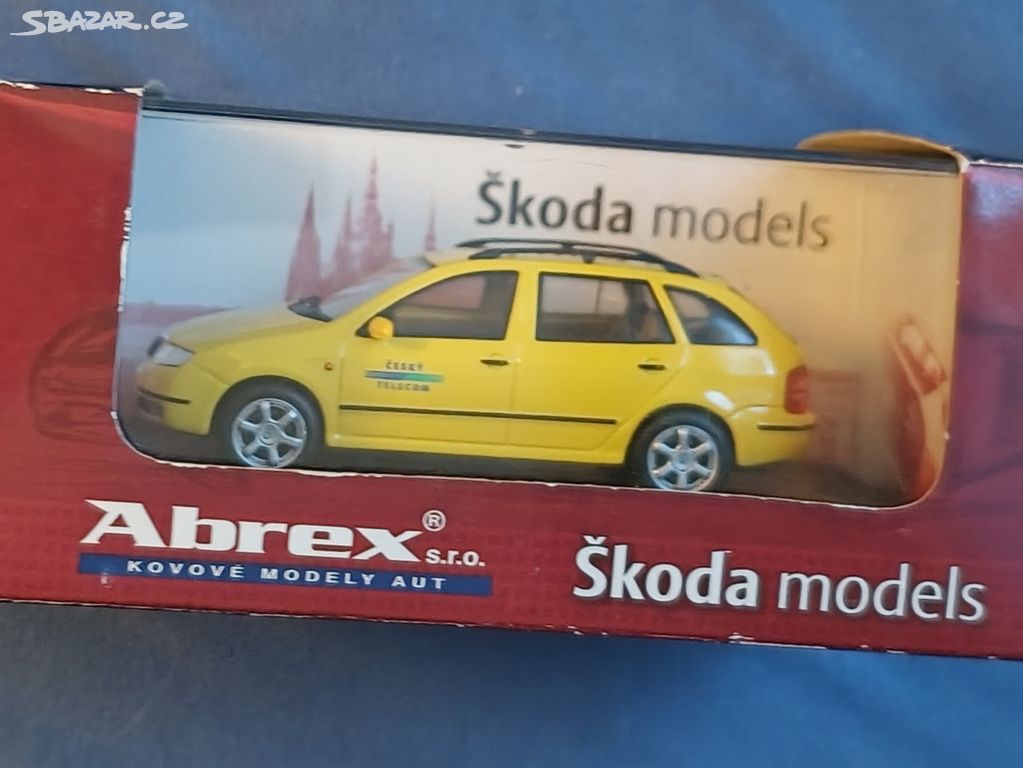 SBAZAR.CZ
Škoda models
ČESKÝ
TELECOM
Abrex®
s.r.o.
KOVOVÉ MODELY AUT
Škoda models